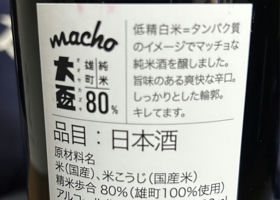 macho
大盃
雄町
純米
80%
低精白米=タンパク質
のイメージでマッチョな
純米酒を醸しました。
旨味のある爽快な辛口。
しっかりとした輪郭。
キレてます。
品目：日本酒
原材料名
米(国産)、米こうじ(国産米)
精米歩合 80%(雄町100%使用)